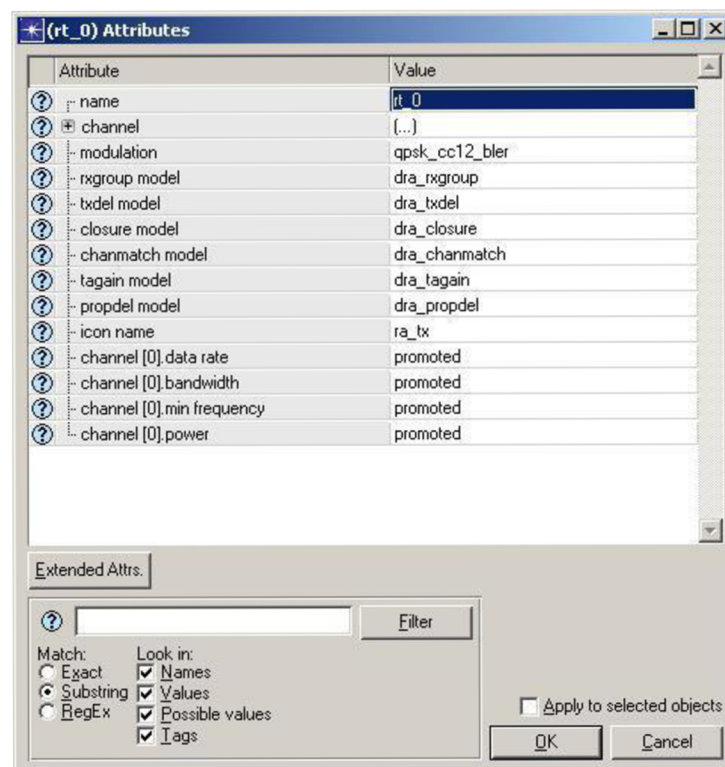 (rt_0) Attributes
Attribute Value
name rt_0
channel (...)
modulation qpsk_cc12_bler
rxgroup model dra_rxgroup
txdel model dra_txdel
closure model dra_closure
chanmatch model dra_chanmatch
tagain model dra_tagain
propdel model dra_propdel
icon name ra_tx
channel [0].data rate promoted
channel [0].bandwidth promoted
channel [0].min frequency promoted
channel [0].power promoted
Extended Attrs.
Filter
Match: Look in:
Exact Names
Substring Values
RegEx Possible values
Tags
Apply to selected objects
OK Cancel